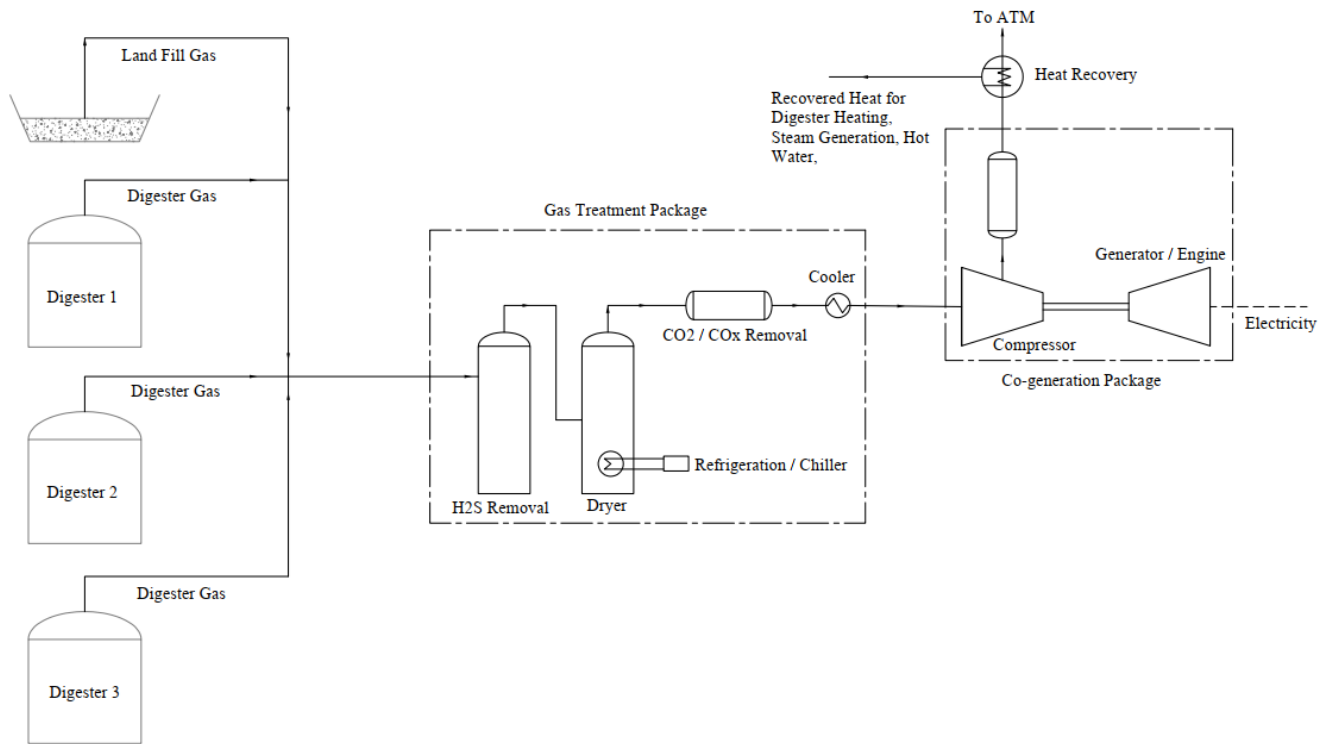 To ATM
Land Fill Gas
Heat Recovery
Recovered Heat for
Digester Heating,
Steam Generation, Hot
Water,
Digester Gas
Gas Treatment Package
Generator / Engine
Cooler
Digester 1
Electricity
CO2 / COx Removal
Compressor
Co-generation Package
Digester Gas
Refrigeration / Chiller
Digester 2
H2S Removal
Dryer
Digester Gas
Digester 3